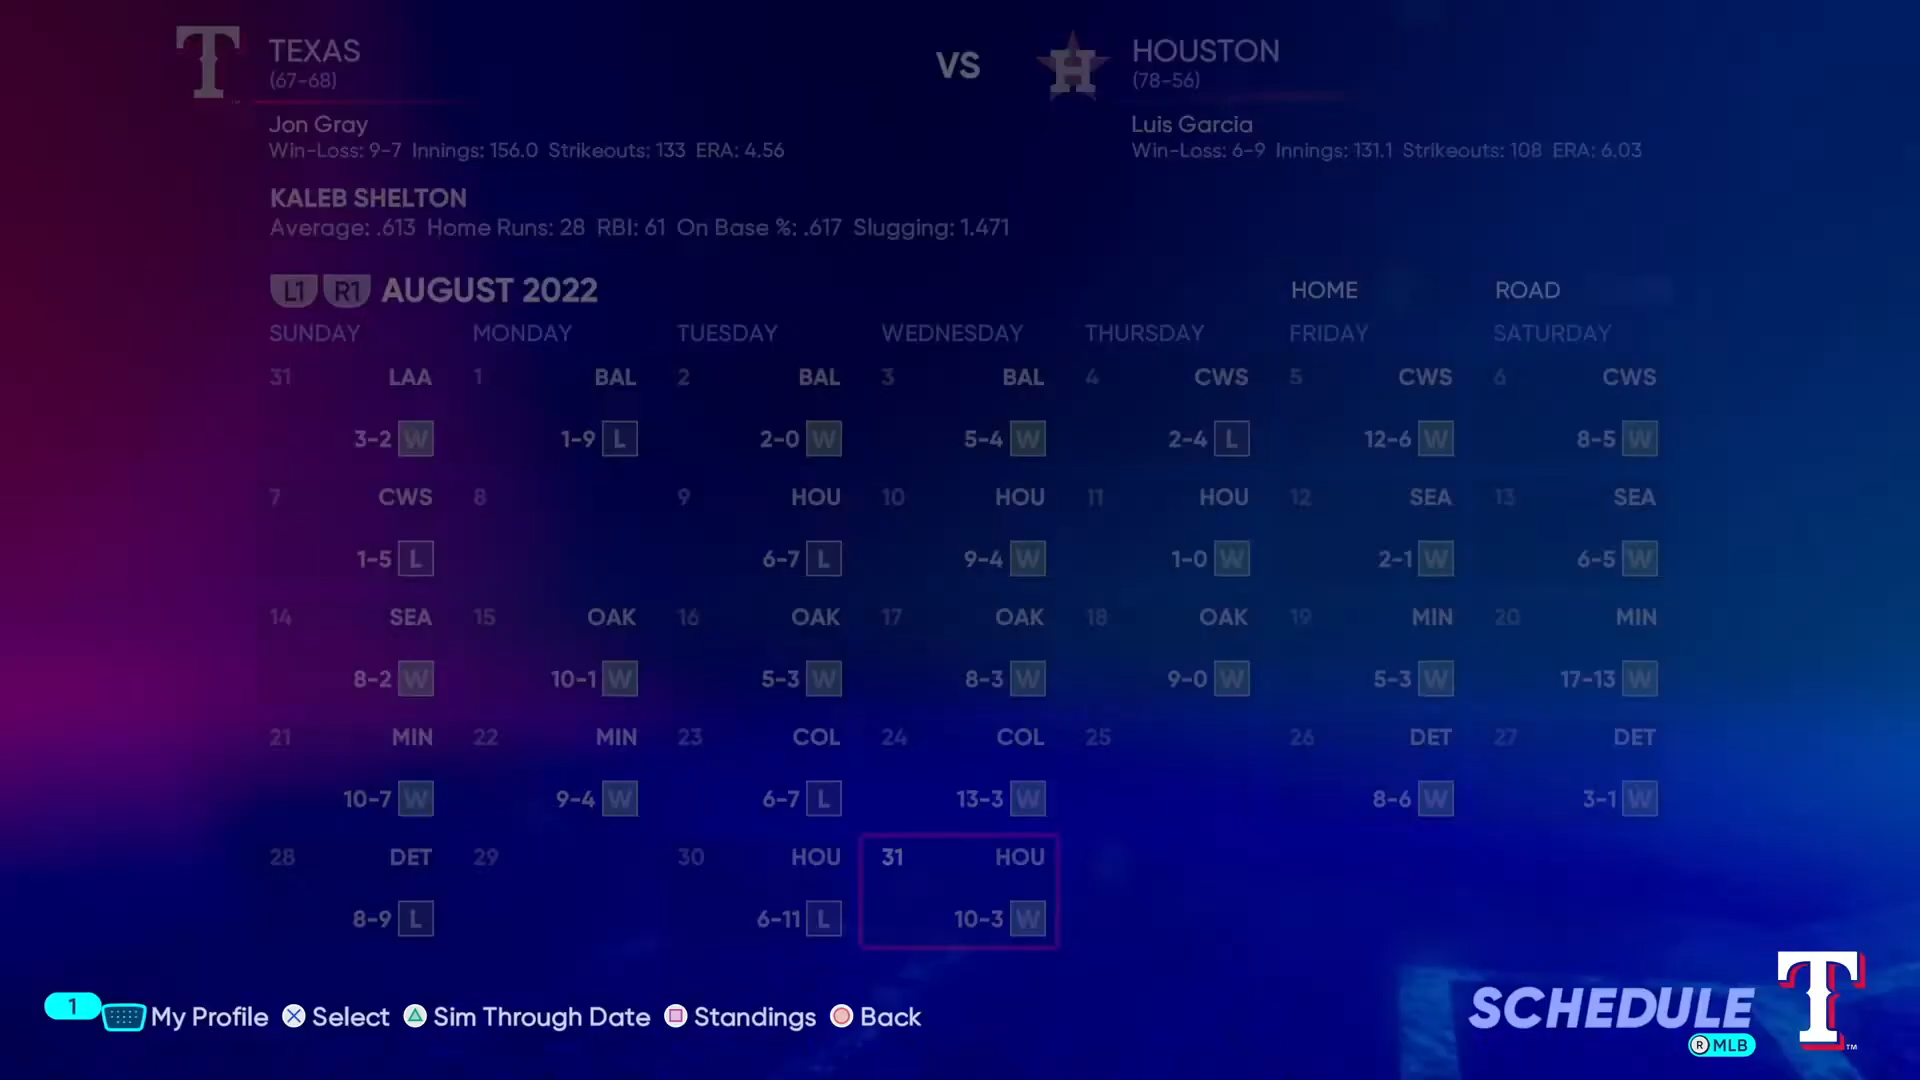 TEXAS
(67-68)
VS
HOUSTON
(78-56)
Jon Gray
Win-Loss: 9-7 Innings: 156.0 Strikeouts: 133 ERA: 4.56
Luis Garcia
Win-Loss: 6-9 Innings: 131.1 Strikeouts: 108 ERA: 6.03
KALEB SHELTON
Average: .613 Home Runs: 28 RBI: 61 On Base %: .617 Slugging: 1.471
L1 R1 AUGUST 2022 HOME ROAD
SUNDAY MONDAY TUESDAY WEDNESDAY THURSDAY FRIDAY SATURDAY
31 LAA 1 BAL 2 BAL 3 BAL 4 CWS 5 CWS 6 CWS
3-2 W 1-9 L 2-0 W 5-4 W 2-4 L 12-6 W 8-5 W
7 CWS 8 9 HOU 10 HOU 11 HOU 12 SEA 13 SEA
1-5 L 6-7 L 9-4 W 1-0 W 2-1 W 6-5 W
14 SEA 15 OAK 16 OAK 17 OAK 18 OAK 19 MIN 20 MIN
8-2 W 10-1 W 5-3 W 8-3 W 9-0 W 5-3 W 17-13 W
21 MIN 22 MIN 23 COL 24 COL 25 26 DET 27 DET
10-7 W 9-4 W 6-7 L 13-3 W 8-6 W 3-1 W
28 DET 29 30 HOU 31 HOU
8-9 L 6-11 L 10-3 W
1 My Profile Select Sim Through Date Standings Back
SCHEDULE
R MLB
T
TM